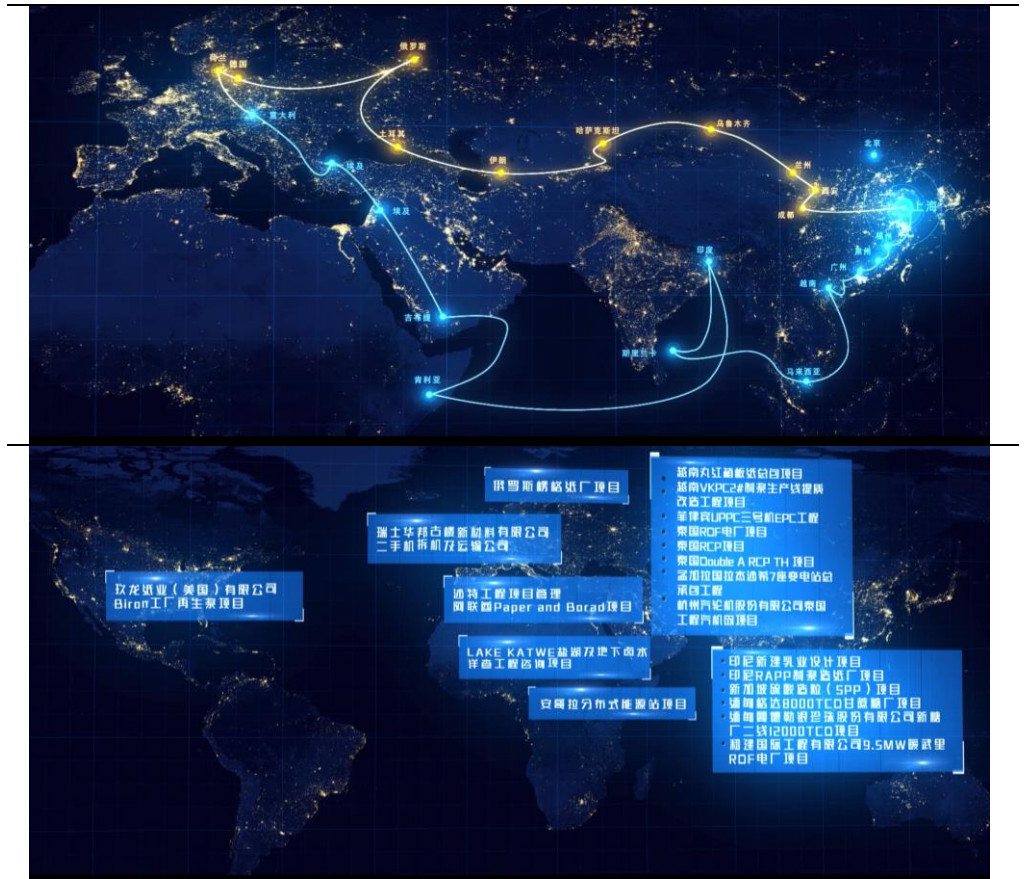 俄罗斯
荷兰 德国
意大利
土耳其
埃及
伊朗
哈萨克斯坦
乌鲁木齐
北京
兰州
西安
成都
上海
埃及
印度
福州
泉州
广州
越南
吉布提
斯里兰卡
肯利亚
马来西亚
俄罗斯楞格纸厂项目
瑞士华邦古楼新材料有限公司
二手机拆机及运输公司
玖龙纸业（美国）有限公司
Biron工厂再生浆项目
沙特工程项目管理
阿联酋Paper and Borad项目
LAKE KATWE盐湖及地下卤水
详查工程咨询项目
安哥拉分布式能源站项目
越南丸红箱板纸总包项目
越南VKPC2#制浆生产线提质
改造工程项目
菲律宾UPPC三号机EPC工程
泰国RDF电厂项目
泰国RCP项目
泰国Double A RCP TH 项目
孟加拉国拉杰沙希7座变电站总
承包工程
杭州汽轮机股份有限公司泰国
工程汽机岛项目
印尼新建乳业设计项目
印尼RAPP制浆造纸厂项目
新加坡硫脱造粒（SPP）项目
缅甸格达8000TCD甘蔗糖厂项目
缅甸曼德勒银珍珠股份有限公司新糖
厂二线12000TCD项目
和建国际工程有限公司9.5MW暖武里
RDF电厂项目